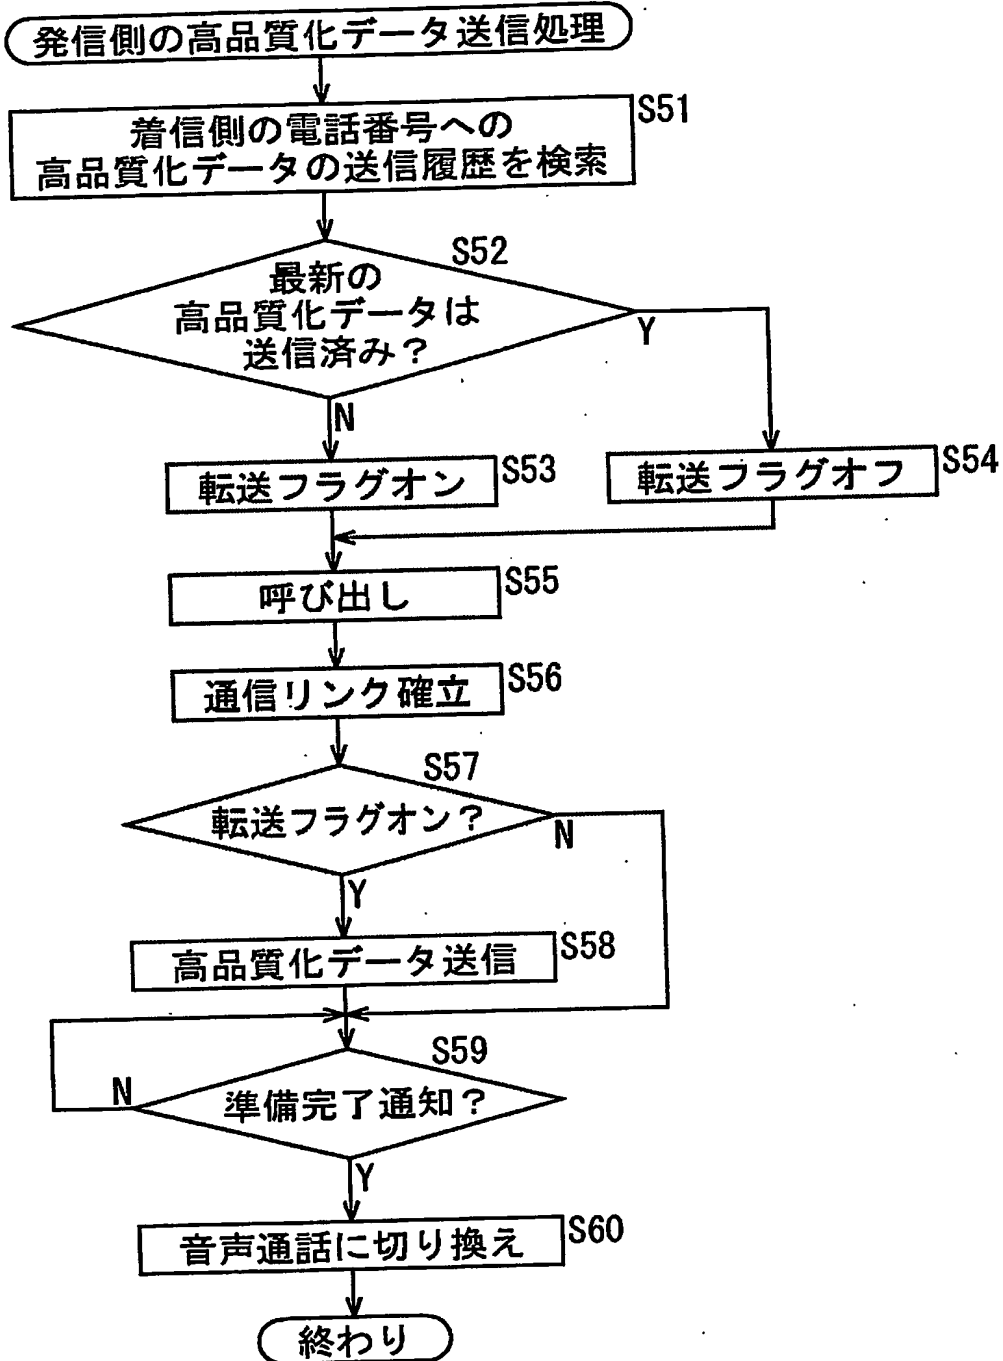 発信側の高品質化データ送信処理
S51
着信側の電話番号への
高品質化データの送信履歴を検索
S52
最新の
高品質化データは
送信済み？
Y
N
転送フラグオン
S53
転送フラグオフ
S54
呼び出し
S55
通信リンク確立
S56
S57
転送フラグオン？
N
Y
高品質化データ送信
S58
S59
N
準備完了通知？
Y
音声通話に切り換え
S60
終わり